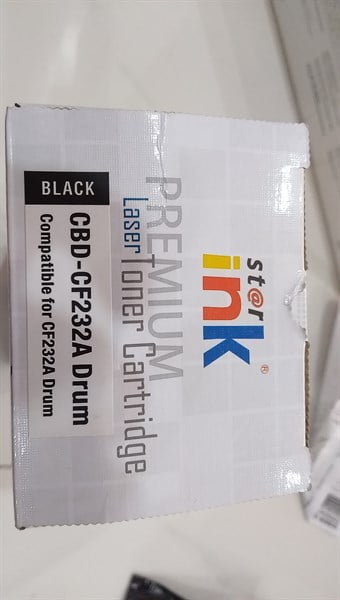 st@r
ink®
PREMIUM
Laser Toner Cartridge
BLACK
CBD-CF232A Drum
Compatible for CF232A Drum